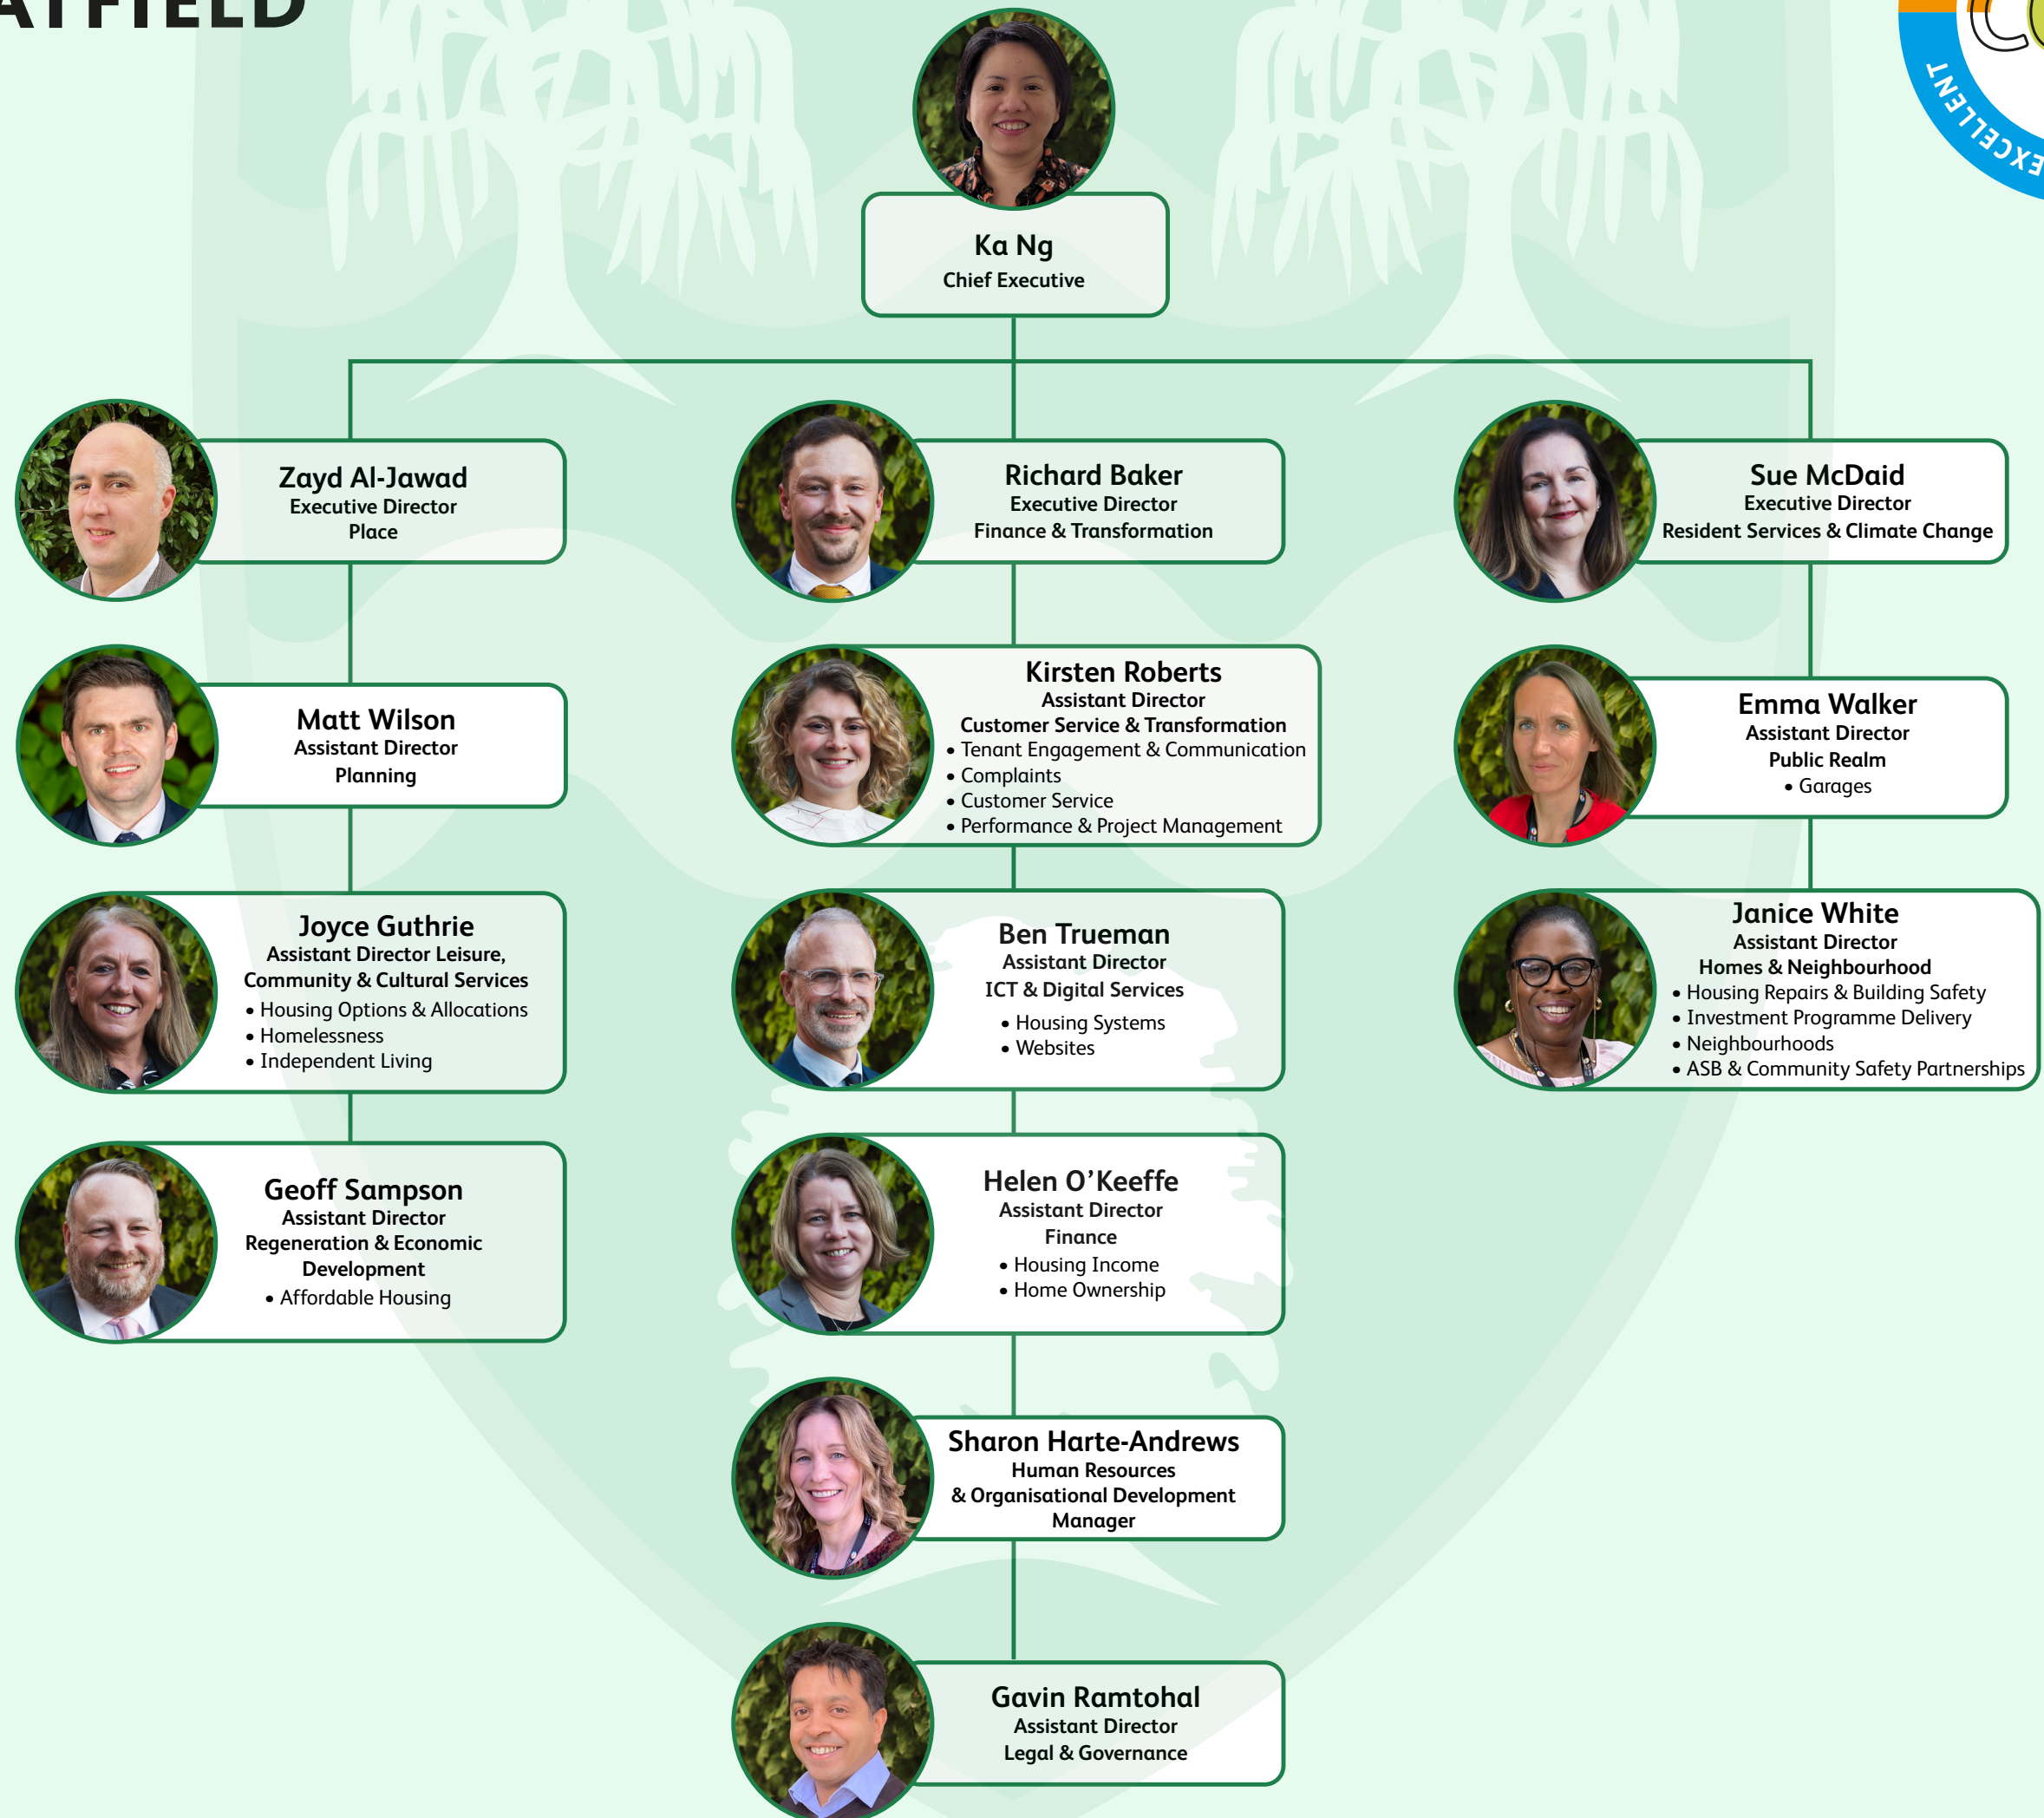 ATFIELD
EXCELLENT
Ka Ng
Chief Executive
Zayd Al-Jawad
Executive Director
Place
Richard Baker
Executive Director
Finance & Transformation
Sue McDaid
Executive Director
Resident Services & Climate Change
Matt Wilson
Assistant Director
Planning
Kirsten Roberts
Assistant Director
Customer Service & Transformation
• Tenant Engagement & Communication
• Complaints
• Customer Service
• Performance & Project Management
Emma Walker
Assistant Director
Public Realm
• Garages
Joyce Guthrie
Assistant Director Leisure,
Community & Cultural Services
• Housing Options & Allocations
• Homelessness
• Independent Living
Ben Trueman
Assistant Director
ICT & Digital Services
• Housing Systems
• Websites
Janice White
Assistant Director
Homes & Neighbourhood
• Housing Repairs & Building Safety
• Investment Programme Delivery
• Neighbourhoods
• ASB & Community Safety Partnerships
Geoff Sampson
Assistant Director
Regeneration & Economic
Development
• Affordable Housing
Helen O’Keeffe
Assistant Director
Finance
• Housing Income
• Home Ownership
Sharon Harte-Andrews
Human Resources
& Organisational Development
Manager
Gavin Ramtohal
Assistant Director
Legal & Governance